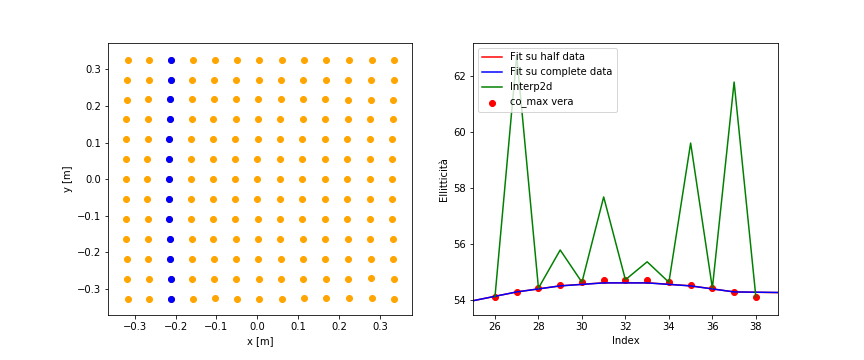 0.3
0.2
0.1
0.0
−0.1
−0.2
−0.3
y [m]
−0.3 −0.2 −0.1 0.0 0.1 0.2 0.3
x [m]
Fit su half data
Fit su complete data
Interp2d
co_max vera
62
60
58
56
54
Ellitticità
26 28 30 32 34 36 38
Index